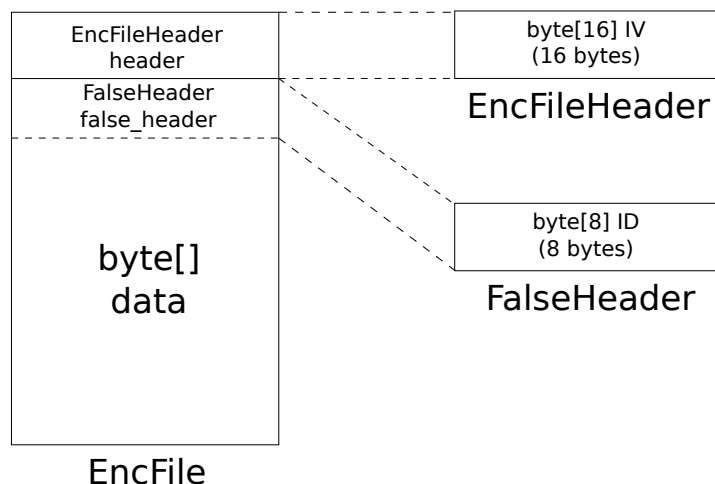 EncFileHeader
header
FalseHeader
false_header
byte[]
data
EncFile
byte[16] IV
(16 bytes)
EncFileHeader
byte[8] ID
(8 bytes)
FalseHeader